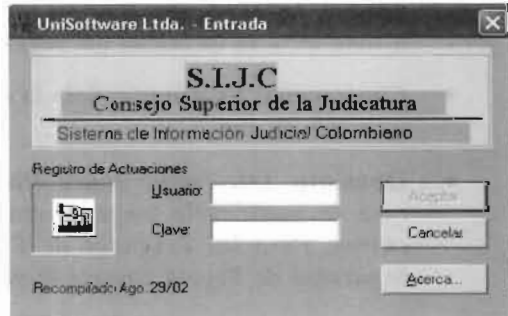 UniSoftware Ltda. - Entrada
S.I.J.C
Consejo Superior de la Judicatura
Sistema de Información Judicial Colombiano
Registro de Actuaciones
Usuario:
Aceptar
Clave:
Cancelar
Recompilado: Ago. 29/02
Acerca...